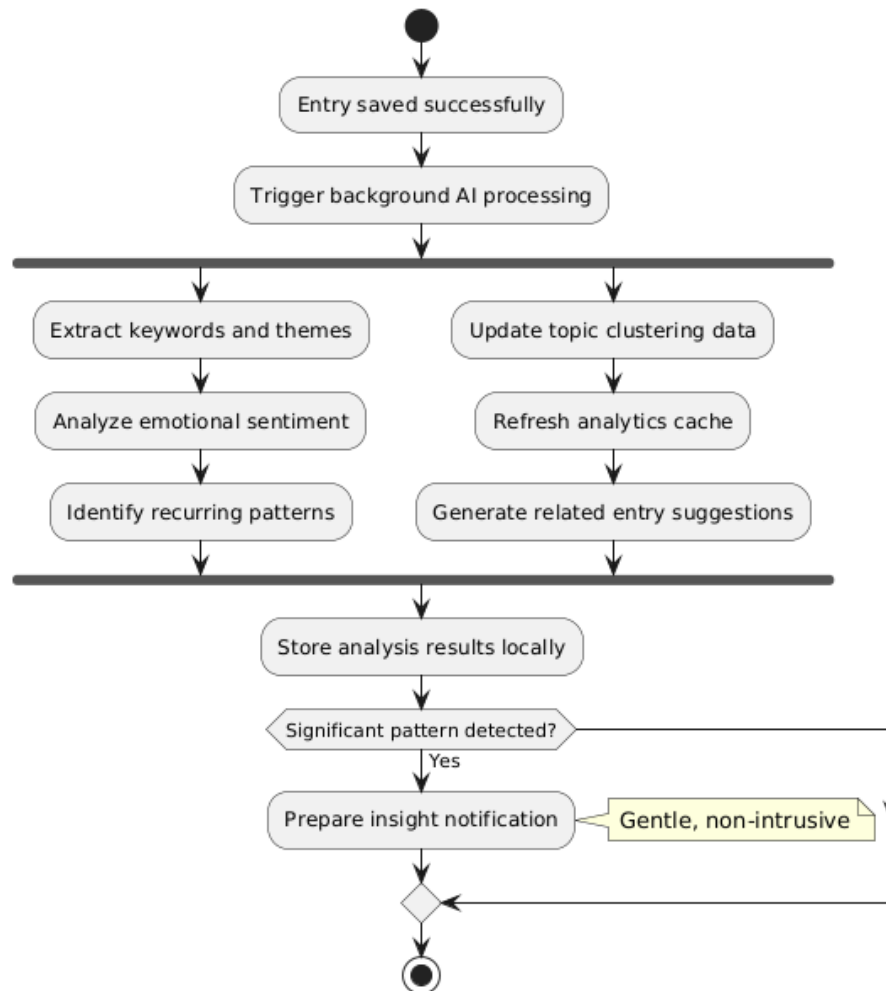 Entry saved successfully
Trigger background AI processing
Extract keywords and themes
Update topic clustering data
Analyze emotional sentiment
Refresh analytics cache
Identify recurring patterns
Generate related entry suggestions
Store analysis results locally
Significant pattern detected?
Yes
Prepare insight notification
Gentle, non-intrusive